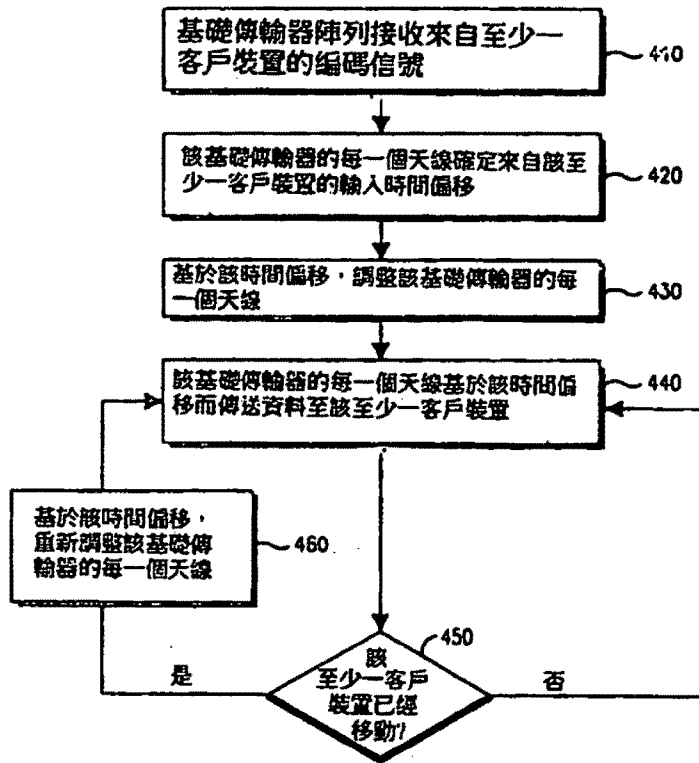 基礎傳輸器陣列接收來自至少一
客戶裝置的編碼信號
410
該基礎傳輸器的每一個天線確定來自該至
少一客戶裝置的輸入時間偏移
420
基於該時間偏移，調整該基礎傳輸器的每
一個天線
430
該基礎傳輸器的每一個天線基於該時間偏
移而傳送資料至該至少一客戶裝置
440
基於該時間偏移，
重新調整該基礎傳
輸器的每一個天線
460
450
該
至少一客戶
裝置已經
移動?
是
否